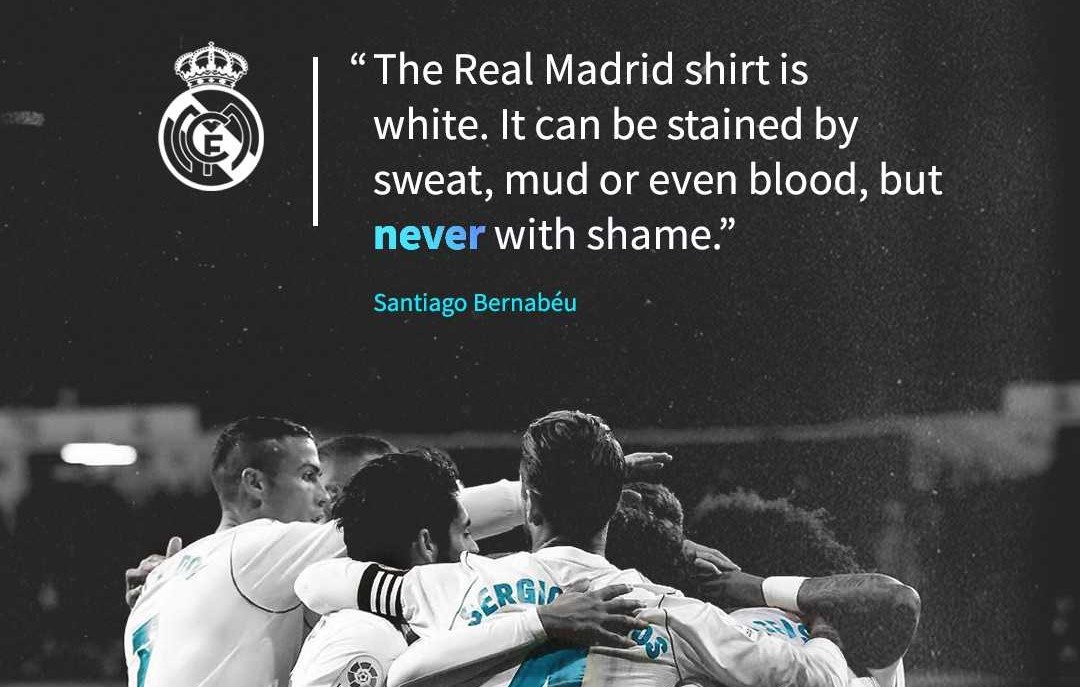 “ The Real Madrid shirt is
white. It can be stained by
sweat, mud or even blood, but
never with shame.”
Santiago Bernabéu
SERGIO